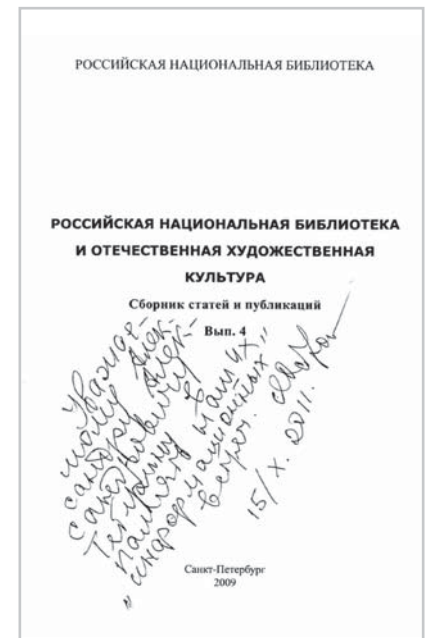 РОССИЙСКАЯ НАЦИОНАЛЬНАЯ БИБЛИОТЕКА
РОССИЙСКАЯ НАЦИОНАЛЬНАЯ БИБЛИОТЕКА
И ОТЕЧЕСТВЕННАЯ ХУДОЖЕСТВЕННАЯ
КУЛЬТУРА
Сборник статей и публикаций
Вып. 4
Уважае-
мому Алек-
сандру Алек-
сандровичу
в
память наших
"информационных"
встреч.
15/X. 2011.
Санкт-Петербург
2009